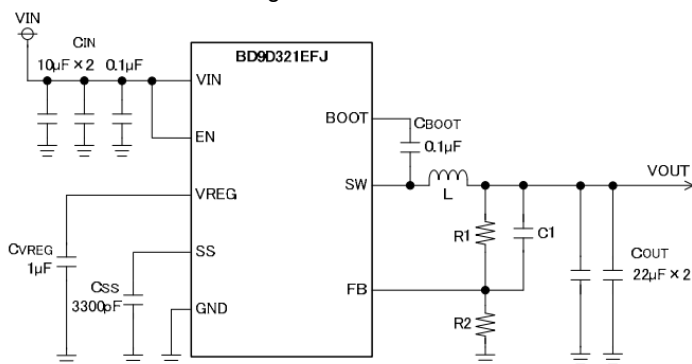 VIN
CIN
10μF×2 0.1μF
BD9D321EFJ
VIN
BOOT
CBOOT
0.1μF
EN
SW
L
VOUT
VREG
R1
C1
CVREG
1μF
SS
COUT
22μF×2
CSS
3300pF
FB
GND
R2